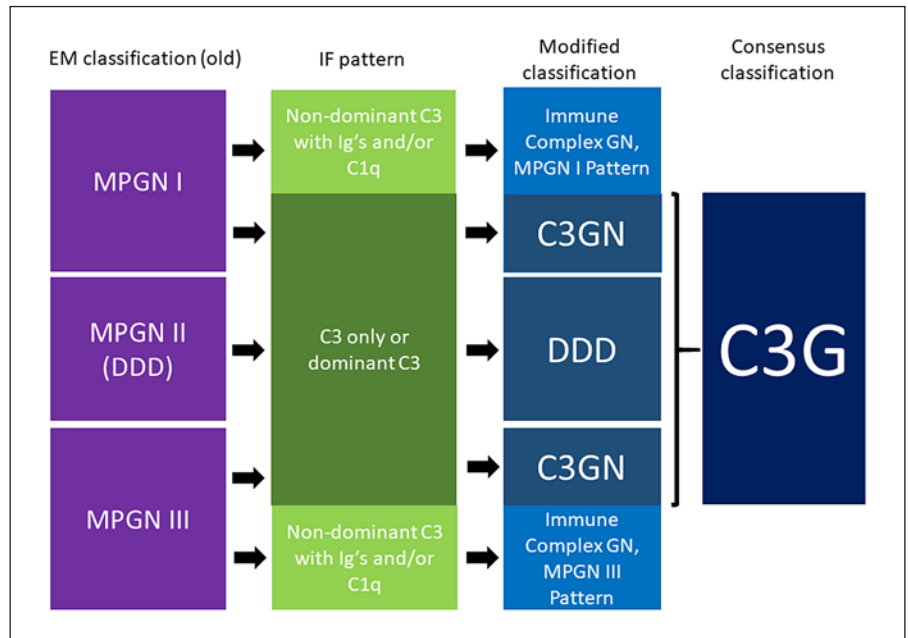 EM classification (old)
IF pattern
Modified
classification
Consensus
classification
MPGN I
MPGN II
(DDD)
MPGN III
Non-dominant C3
with Ig's and/or
C1q
C3 only or
dominant C3
Non-dominant C3
with Ig's and/or
C1q
Immune
Complex GN,
MPGN I Pattern
C3GN
DDD
C3GN
Immune
Complex GN,
MPGN III
Pattern
C3G